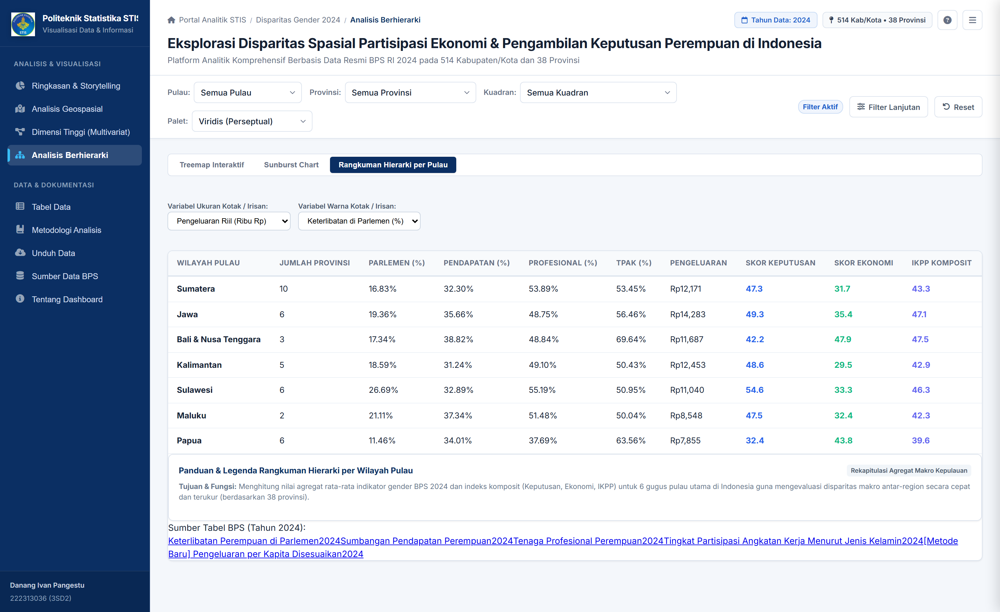 Politeknik Statistika STIS
Visualisasi Data & Informasi
ANALISIS & VISUALISASI
Ringkasan & Storytelling
Analisis Geospasial
Dimensi Tinggi (Multivariat)
Analisis Berhierarki
DATA & DOKUMENTASI
Tabel Data
Metodologi Analisis
Unduh Data
Sumber Data BPS
Tentang Dashboard
Danang Ivan Pangestu
222313036 (3SD2)
Portal Analitik STIS / Disparitas Gender 2024 / Analisis Berhierarki
Tahun Data: 2024
514 Kab/Kota • 38 Provinsi
Eksplorasi Disparitas Spasial Partisipasi Ekonomi & Pengambilan Keputusan Perempuan di Indonesia
Platform Analitik Komprehensif Berbasis Data Resmi BPS RI 2024 pada 514 Kabupaten/Kota dan 38 Provinsi
Pulau: Semua Pulau Provinsi: Semua Provinsi Kuadran: Semua Kuadran
Palet: Viridis (Perseptual)
Filter Aktif Filter Lanjutan Reset
Treemap Interaktif Sunburst Chart Rangkuman Hierarki per Pulau
Variabel Ukuran Kotak / Irisan: Variabel Warna Kotak / Irisan:
Pengeluaran Riil (Ribu Rp) Keterlibatan di Parlemen (%)
WILAYAH PULAU JUMLAH PROVINSI PARLEMEN (%) PENDAPATAN (%) PROFESIONAL (%) TPAK (%) PENGELUARAN SKOR KEPUTUSAN SKOR EKONOMI IKPP KOMPOSIT
Sumatera 10 16.83% 32.30% 53.89% 53.45% Rp12,171 47.3 31.7 43.3
Jawa 6 19.36% 35.66% 48.75% 56.46% Rp14,283 49.3 35.4 47.1
Bali & Nusa Tenggara 3 17.34% 38.82% 48.84% 69.64% Rp11,687 42.2 47.9 47.5
Kalimantan 5 18.59% 31.24% 49.10% 50.43% Rp12,453 48.6 29.5 42.9
Sulawesi 6 26.69% 32.89% 55.19% 50.95% Rp11,040 54.6 33.3 46.3
Maluku 2 21.11% 37.34% 51.48% 50.04% Rp8,548 47.5 32.4 42.3
Papua 6 11.46% 34.01% 37.69% 63.56% Rp7,855 32.4 43.8 39.6
Panduan & Legenda Rangkuman Hierarki per Wilayah Pulau
Rekapitulasi Agregat Makro Kepulauan
Tujuan & Fungsi: Menghitung nilai agregat rata-rata indikator gender BPS 2024 dan indeks komposit (Keputusan, Ekonomi, IKPP) untuk 6 gugus pulau utama di Indonesia guna mengevaluasi disparitas makro antar-region secara cepat
dan terukur (berdasarkan 38 provinsi).
Sumber Tabel BPS (Tahun 2024):
Keterlibatan Perempuan di Parlemen2024Sumbangan Pendapatan Perempuan2024Tenaga Profesional Perempuan2024Tingkat Partisipasi Angkatan Kerja Menurut Jenis Kelamin2024[Metode
Baru] Pengeluaran per Kapita Disesuaikan2024